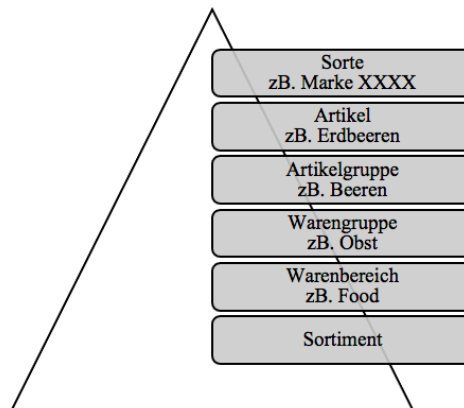 Sorte
zB. Marke XXXX
Artikel
zB. Erdbeeren
Artikelgruppe
zB. Beeren
Warengruppe
zB. Obst
Warenbereich
zB. Food
Sortiment